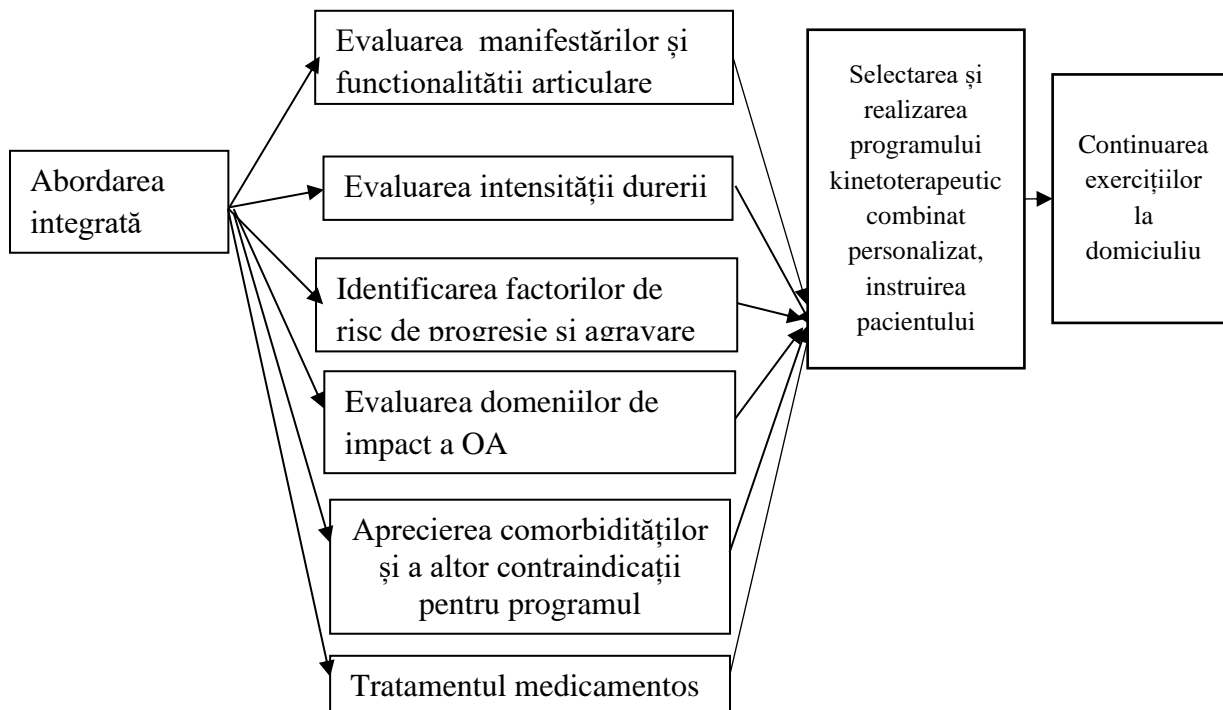 Abordarea
integrată
Evaluarea manifestărilor și
functionalitătii articulare
Evaluarea intensității durerii
Identificarea factorilor de
risc de progresie si agravare
Evaluarea domeniilor de
impact a OA
Aprecierea comorbidităților
și a altor contraindicații
pentru programul
Tratamentul medicamentos
Selectarea și
realizarea
programului
kinetoterapeutic
combinat
personalizat,
instruirea
pacientului
Continuarea
exercițiilor
la
domiciuliu